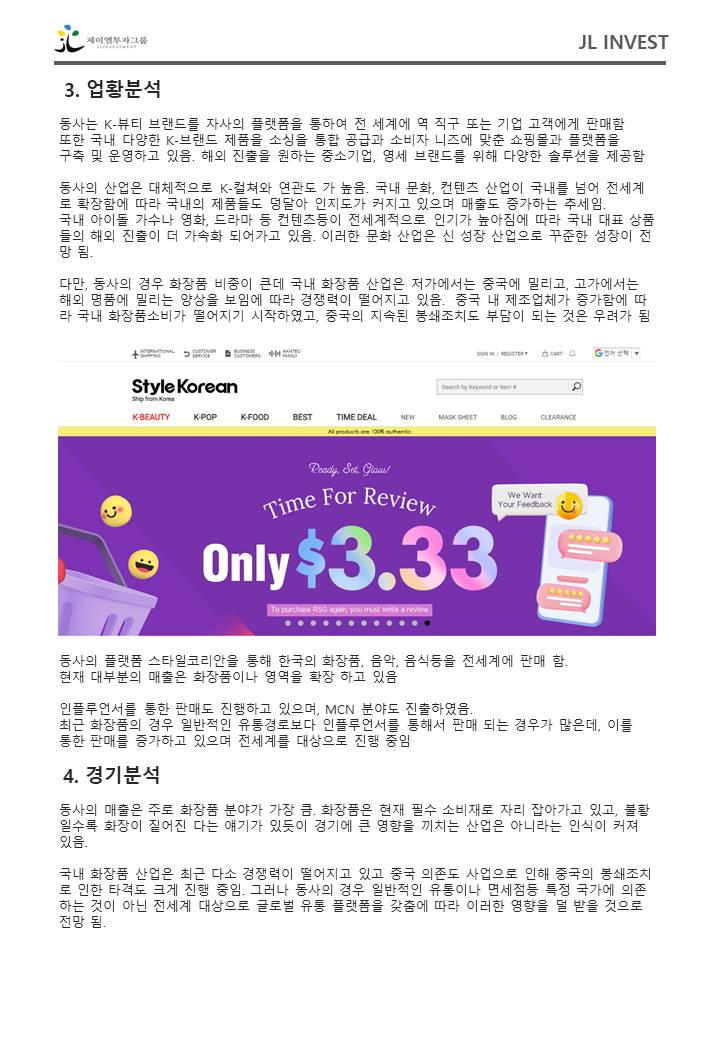 제이엘투자그룹
JLINVESTMENT
JL INVEST
3. 업황분석
동사는 K-뷰티 브랜드를 자사의 플랫폼을 통하여 전 세계에 역 직구 또는 기업 고객에게 판매함
또한 국내 다양한 K-브랜드 제품을 소싱을 통합 공급과 소비자 니즈에 맞춘 쇼핑몰과 플랫폼을
구축 및 운영하고 있음. 해외 진출을 원하는 중소기업, 영세 브랜드를 위해 다양한 솔루션을 제공함
동사의 산업은 대체적으로 K-컬쳐와 연관도 가 높음. 국내 문화, 컨텐츠 산업이 국내를 넘어 전세계
로 확장함에 따라 국내의 제품들도 덩달아 인지도가 커지고 있으며 매출도 증가하는 추세임.
국내 아이돌 가수나 영화, 드라마 등 컨텐츠등이 전세계적으로 인기가 높아짐에 따라 국내 대표 상품
들의 해외 진출이 더 가속화 되어가고 있음. 이러한 문화 산업은 신 성장 산업으로 꾸준한 성장이 전
망 됨.
다만, 동사의 경우 화장품 비중이 큰데 국내 화장품 산업은 저가에서는 중국에 밀리고, 고가에서는
해외 명품에 밀리는 양상을 보임에 따라 경쟁력이 떨어지고 있음. 중국 내 제조업체가 증가함에 따
라 국내 화장품소비가 떨어지기 시작하였고, 중국의 지속된 봉쇄조치도 부담이 되는 것은 우려가 됨
INTERNATIONAL SHIPPING CUSTOMER SERVICE BUSINESS CUSTOMERS WANTED FAMILY SIGN IN / REGISTER CART G 언어 선택
StyleKorean
Ship from Korea
Search by Keyword or Item #
K-BEAUTY K-POP K-FOOD BEST TIME DEAL NEW MASK SHEET BLOG CLEARANCE
All products are 100% authentic.
Ready, Set, Glow!
Time For Review
We Want
Your Feedback
Only $3.33
To purchase RSG again, you must write a review
동사의 플랫폼 스타일코리안을 통해 한국의 화장품, 음악, 음식등을 전세계에 판매 함.
현재 대부분의 매출은 화장품이나 영역을 확장 하고 있음
인플루언서를 통한 판매도 진행하고 있으며, MCN 분야도 진출하였음.
최근 화장품의 경우 일반적인 유통경로보다 인플루언서를 통해서 판매 되는 경우가 많은데, 이를
통한 판매를 증가하고 있으며 전세계를 대상으로 진행 중임
4. 경기분석
동사의 매출은 주로 화장품 분야가 가장 큼. 화장품은 현재 필수 소비재로 자리 잡아가고 있고, 불황
일수록 화장이 짙어진 다는 얘기가 있듯이 경기에 큰 영향을 끼치는 산업은 아니라는 인식이 커져
있음.
국내 화장품 산업은 최근 다소 경쟁력이 떨어지고 있고 중국 의존도 사업으로 인해 중국의 봉쇄조치
로 인한 타격도 크게 진행 중임. 그러나 동사의 경우 일반적인 유통이나 면세점등 특정 국가에 의존
하는 것이 아닌 전세계 대상으로 글로벌 유통 플랫폼을 갖춤에 따라 이러한 영향을 덜 받을 것으로
전망 됨.